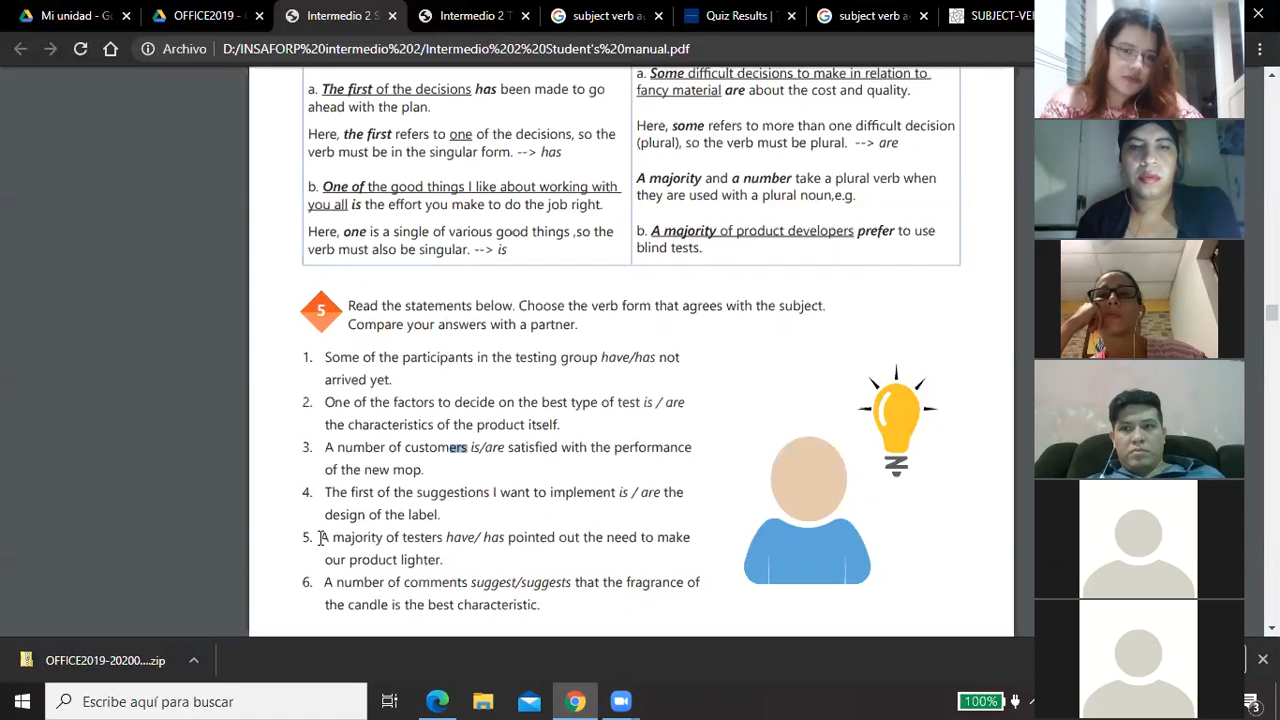 Mi unidad - G
OFFICE2019 -
Intermedio 2 S
Intermedio 2 T
subject verb a
Quiz Results |
subject verb a
SUBJECT-VE
Archivo
D:/INSAFORP%20intermedio%202/Intermedio%202%20Student's%20manual.pdf
a. The first of the decisions has been made to go
ahead with the plan.
Here, the first refers to one of the decisions, so the
verb must be in the singular form. --> has
b. One of the good things I like about working with
you all is the effort you make to do the job right.
Here, one is a single of various good things ,so the
verb must also be singular. --> is
a. Some difficult decisions to make in relation to
fancy material are about the cost and quality.
Here, some refers to more than one difficult decision
(plural), so the verb must be plural. --> are
A majority and a number take a plural verb when
they are used with a plural noun,e.g.
b. A majority of product developers prefer to use
blind tests.
5
Read the statements below. Choose the verb form that agrees with the subject.
Compare your answers with a partner.
1. Some of the participants in the testing group have/has not
arrived yet.
2. One of the factors to decide on the best type of test is / are
the characteristics of the product itself.
3. A number of customers is/are satisfied with the performance
of the new mop.
4. The first of the suggestions I want to implement is / are the
design of the label.
5. A majority of testers have/ has pointed out the need to make
our product lighter.
6. A number of comments suggest/suggests that the fragrance of
the candle is the best characteristic.
OFFICE2019-20200....zip
Escribe aquí para buscar
100%
3